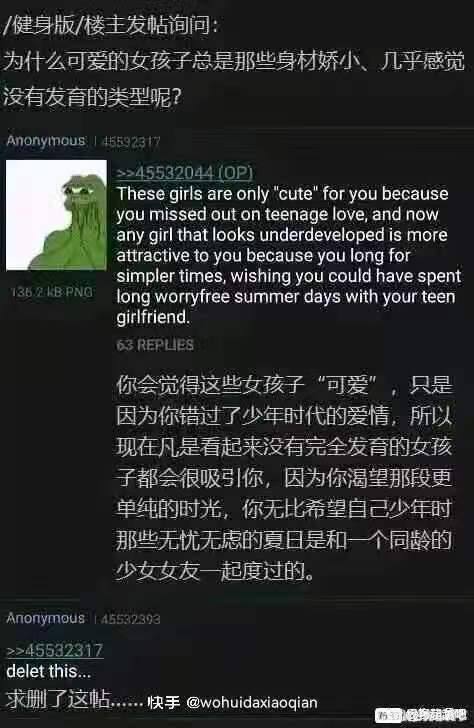 /健身版/楼主发帖询问：
为什么可爱的女孩子总是那些身材娇小、几乎感觉
没有发育的类型呢？
Anonymous | 45532317
>>45532044 (OP)
These girls are only "cute" for you because
you missed out on teenage love, and now
any girl that looks underdeveloped is more
attractive to you because you long for
simpler times, wishing you could have spent
long worryfree summer days with your teen
girlfriend.
136.2 kB PNG
63 REPLIES
你会觉得这些女孩子“可爱”，只是
因为你错过了少年时代的爱情，所以
现在凡是看起来没有完全发育的女孩
子都会很吸引你，因为你渴望那段更
单纯的时光，你无比希望自己少年时
那些无忧无虑的夏日是和一个同龄的
少女女友一起度过的。
Anonymous | 45532393
>>45532317
delet this...
求删了这帖...... 快手 @wohuidaxiaoqian